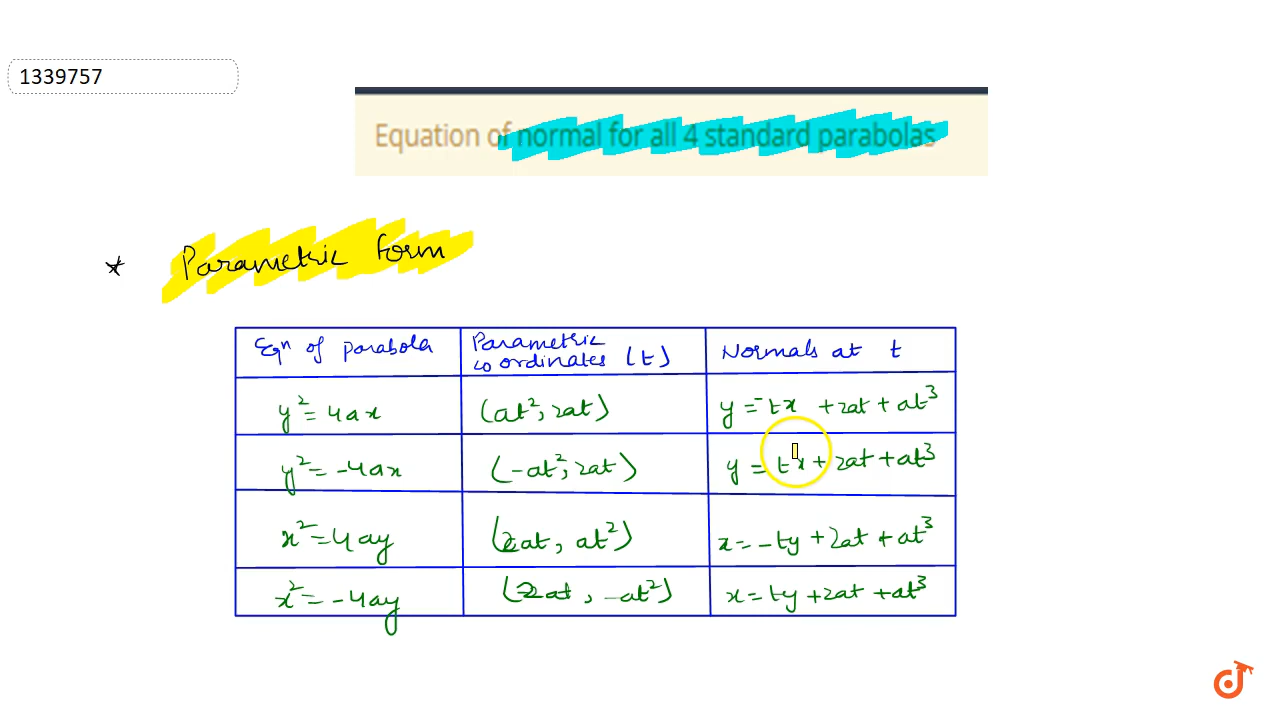 1339757
Equation of normal for all 4 standard parabolas
* Parametric form
Eqⁿ of parabola
Parametric
coordinates (t)
Normals at t
y² = 4ax
(at², 2at)
y = -tx + 2at + at³
y² = -4ax
(-at², 2at)
y = tx + 2at + at³
x² = 4ay
(2at, at²)
x = -ty + 2at + at³
x² = -4ay
(2at, -at²)
x = ty + 2at + at³